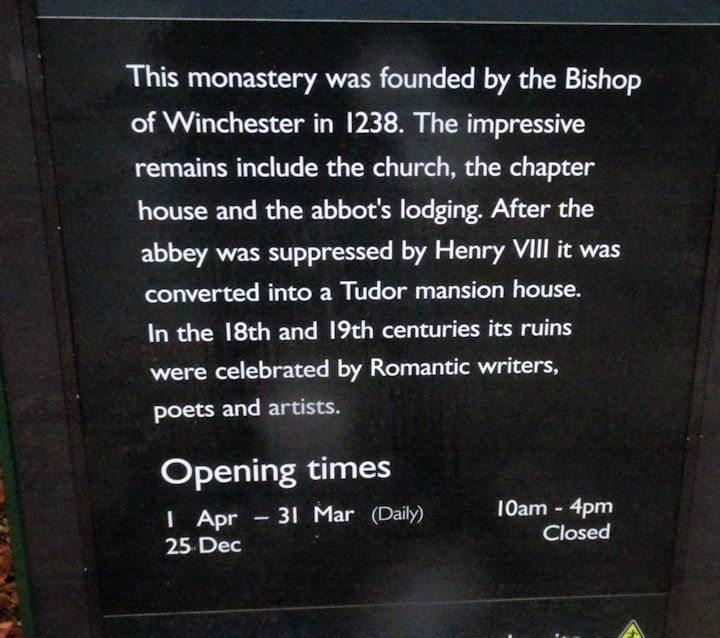 This monastery was founded by the Bishop
of Winchester in 1238. The impressive
remains include the church, the chapter
house and the abbot's lodging. After the
abbey was suppressed by Henry VIII it was
converted into a Tudor mansion house.
In the 18th and 19th centuries its ruins
were celebrated by Romantic writers,
poets and artists.
Opening times
1 Apr – 31 Mar (Daily) 10am - 4pm
25 Dec Closed